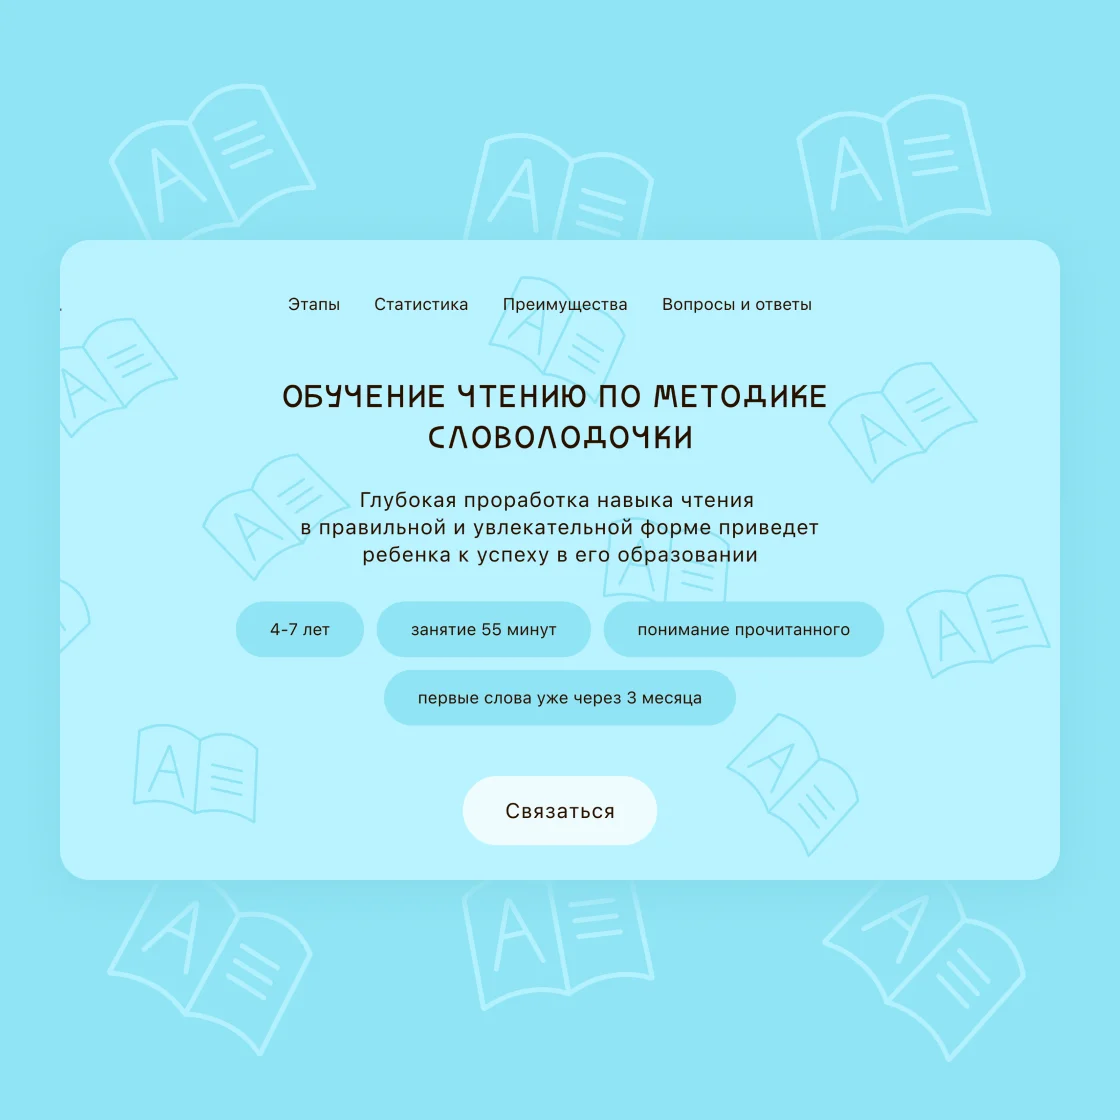 Этапы Статистика Преимущества Вопросы и ответы
ОБУЧЕНИЕ ЧТЕНИЮ ПО МЕТОДИКЕ
СЛОВОЛОДОЧКИ
Глубокая проработка навыка чтения
в правильной и увлекательной форме приведет
ребенка к успеху в его образовании
4-7 лет занятие 55 минут понимание прочитанного
первые слова уже через 3 месяца
Связаться